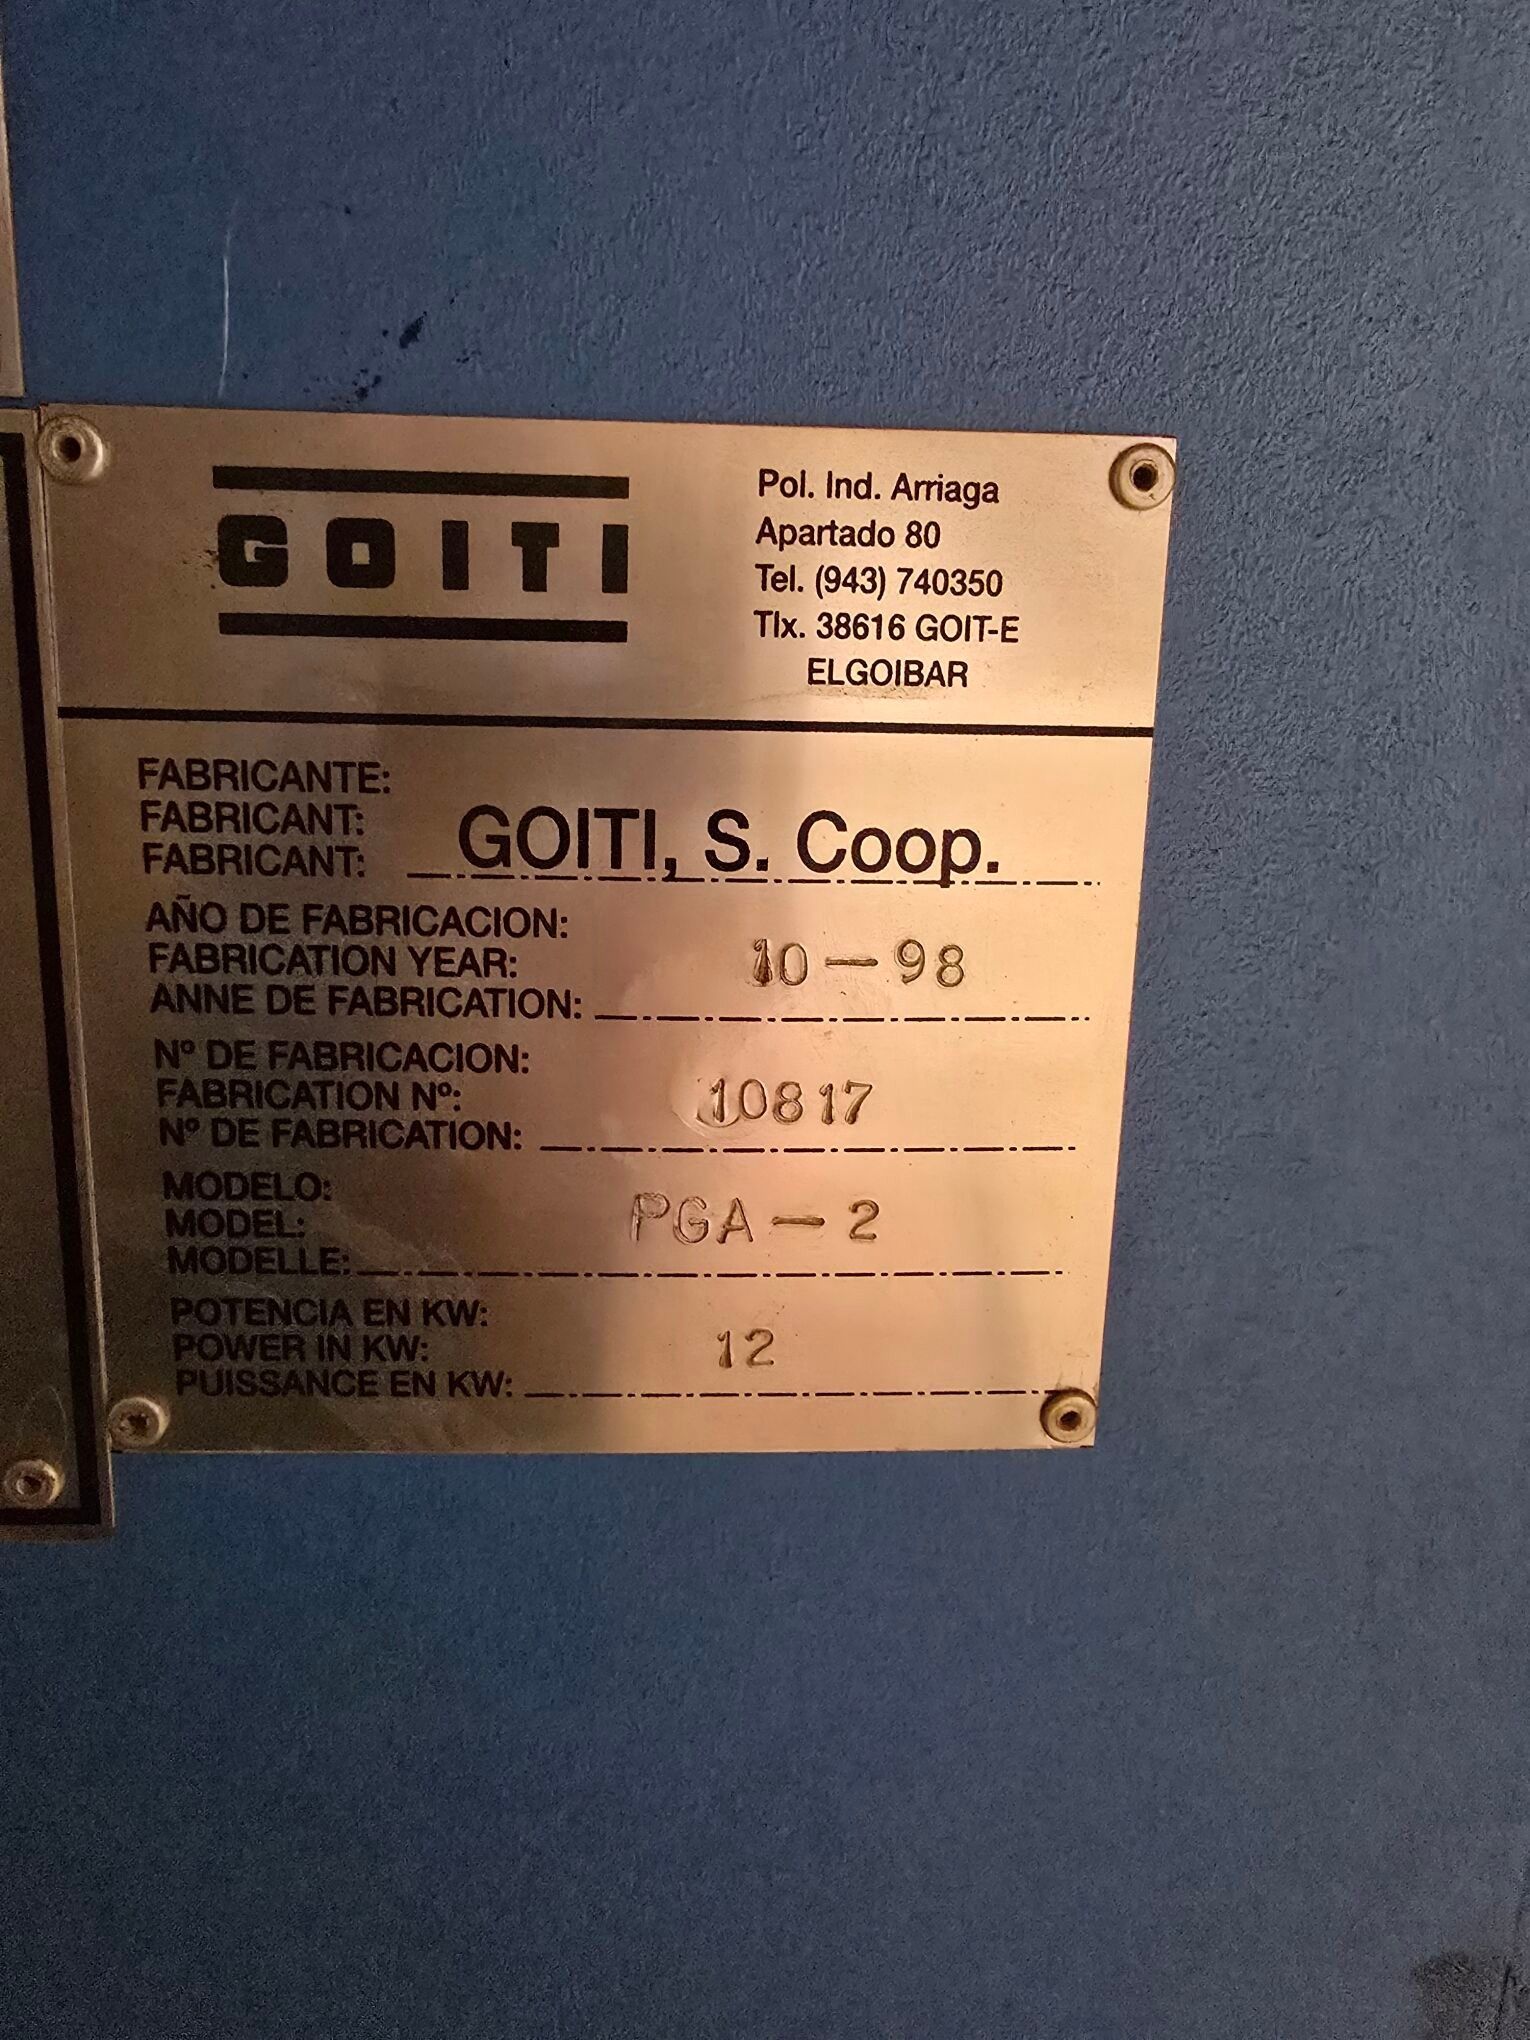 GOITI
Pol. Ind. Arriaga
Apartado 80
Tel. (943) 740350
Tlx. 38616 GOIT-E
ELGOIBAR
FABRICANTE:
FABRICANT:
FABRICANT: GOITI, S. Coop.
AÑO DE FABRICACION:
FABRICATION YEAR: 10-98
ANNE DE FABRICATION:
Nº DE FABRICACION:
FABRICATION Nº: 10817
Nº DE FABRICATION:
MODELO:
MODEL: PGA-2
MODELLE:
POTENCIA EN KW:
POWER IN KW: 12
PUISSANCE EN KW: